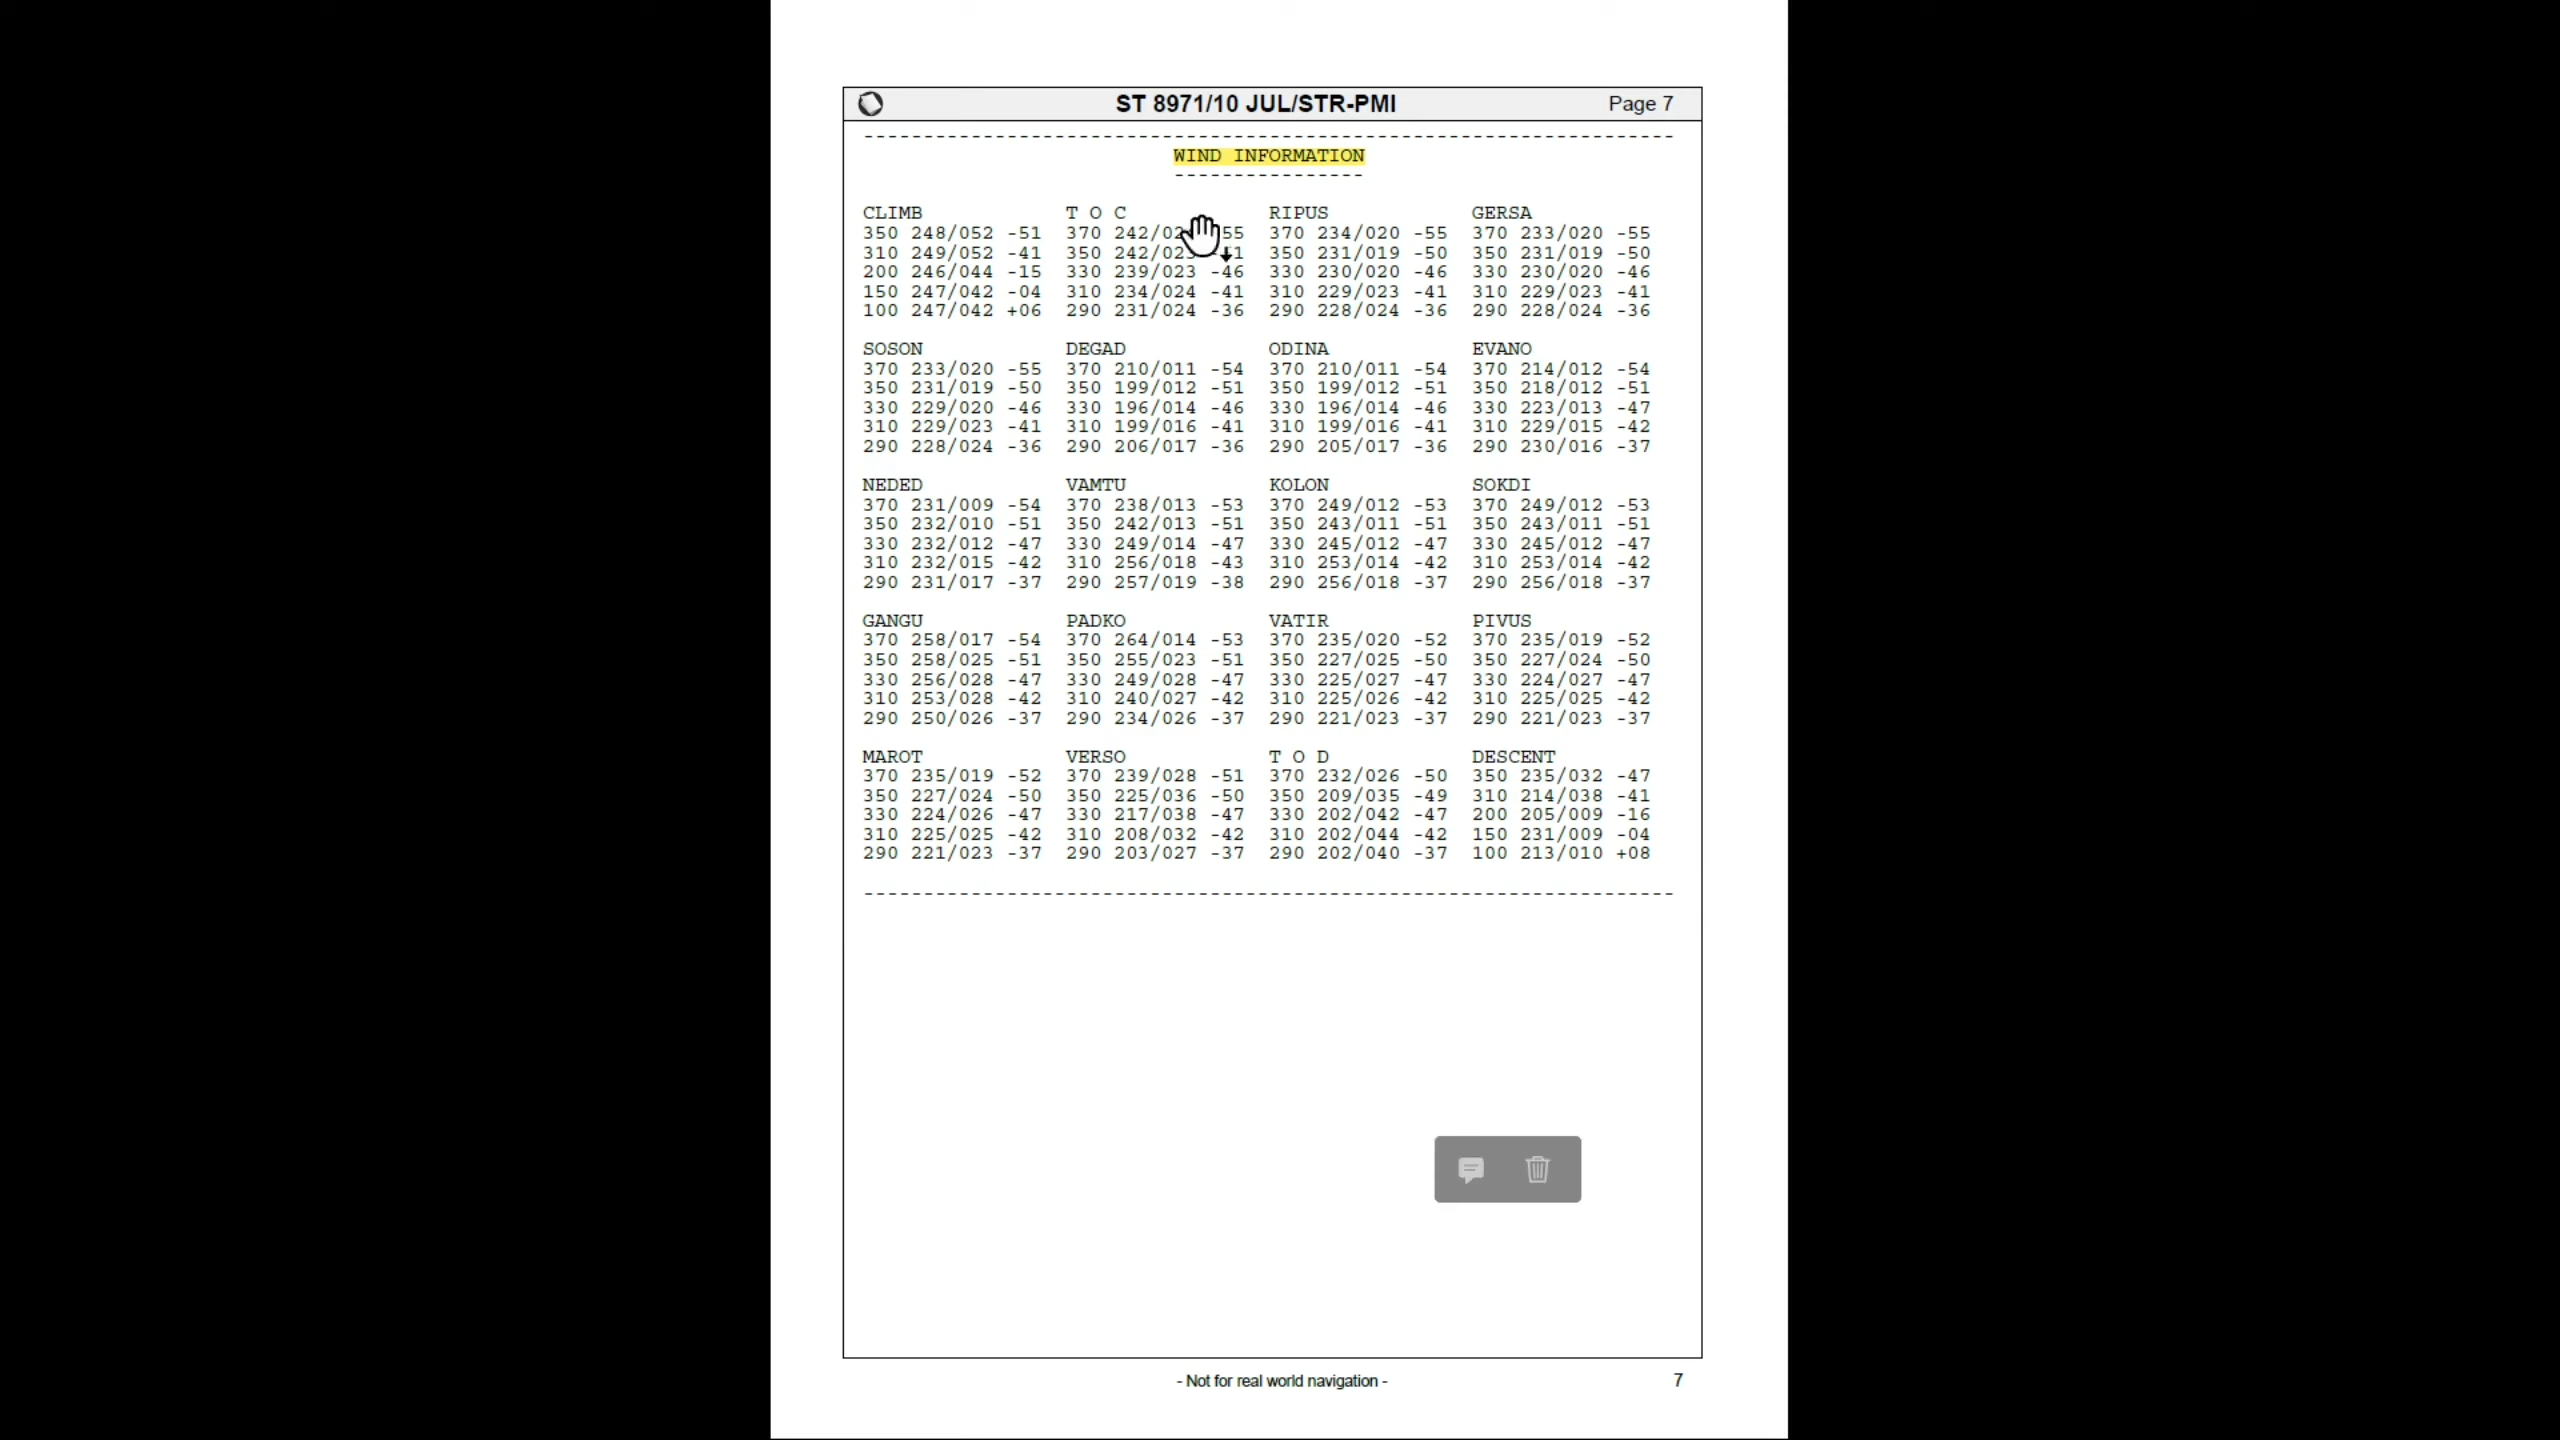 ST 8971/10 JUL/STR-PMI Page 7
WIND INFORMATION
CLIMB T O C RIPUS GERSA
350 248/052 -51 370 370 234/020 -55 370 233/020 -55
310 249/052 -41 350 350 231/019 -50 350 231/019 -50
200 246/044 -15 330 239/023 -46 330 230/020 -46 330 230/020 -46
150 247/042 -04 310 234/024 -41 310 229/023 -41 310 229/023 -41
100 247/042 +06 290 231/024 -36 290 228/024 -36 290 228/024 -36
SOSON DEGAD ODINA EVANO
370 233/020 -55 370 210/011 -54 370 210/011 -54 370 214/012 -54
350 231/019 -50 350 199/012 -51 350 199/012 -51 350 218/012 -51
330 229/020 -46 330 196/014 -46 330 196/014 -46 330 223/013 -47
310 229/023 -41 310 199/016 -41 310 199/016 -41 310 229/015 -42
290 228/024 -36 290 206/017 -36 290 205/017 -36 290 230/016 -37
NEDED VAMTU KOLON SOKDI
370 231/009 -54 370 238/013 -53 370 249/012 -53 370 249/012 -53
350 232/010 -51 350 242/013 -51 350 243/011 -51 350 243/011 -51
330 232/012 -47 330 249/014 -47 330 245/012 -47 330 245/012 -47
310 232/015 -42 310 256/018 -43 310 253/014 -42 310 253/014 -42
290 231/017 -37 290 257/019 -38 290 256/018 -37 290 256/018 -37
GANGU PADKO VATIR PIVUS
370 258/017 -54 370 264/014 -53 370 235/020 -52 370 235/019 -52
350 258/025 -51 350 255/023 -51 350 227/025 -50 350 227/024 -50
330 256/028 -47 330 249/028 -47 330 225/027 -47 330 224/027 -47
310 253/028 -42 310 240/027 -42 310 225/026 -42 310 225/025 -42
290 250/026 -37 290 234/026 -37 290 221/023 -37 290 221/023 -37
MAROT VERSO T O D DESCENT
370 235/019 -52 370 239/028 -51 370 232/026 -50 350 235/032 -47
350 227/024 -50 350 225/036 -50 350 209/035 -49 310 214/038 -41
330 224/026 -47 330 217/038 -47 330 202/042 -47 200 205/009 -16
310 225/025 -42 310 208/032 -42 310 202/044 -42 150 231/009 -04
290 221/023 -37 290 203/027 -37 290 202/040 -37 100 213/010 +08
- Not for real world navigation - 7